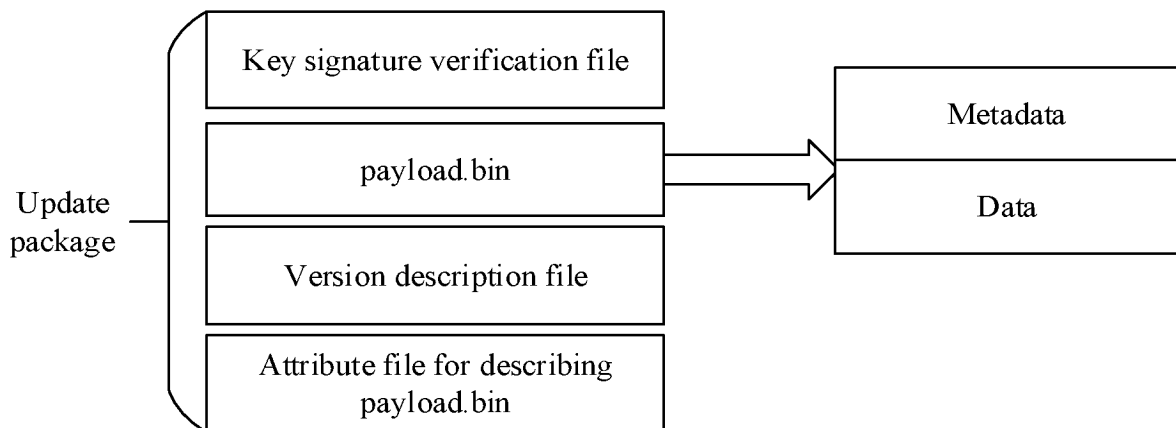 Update
package
Key signature verification file
payload.bin
Version description file
Attribute file for describing
payload.bin
Metadata
Data